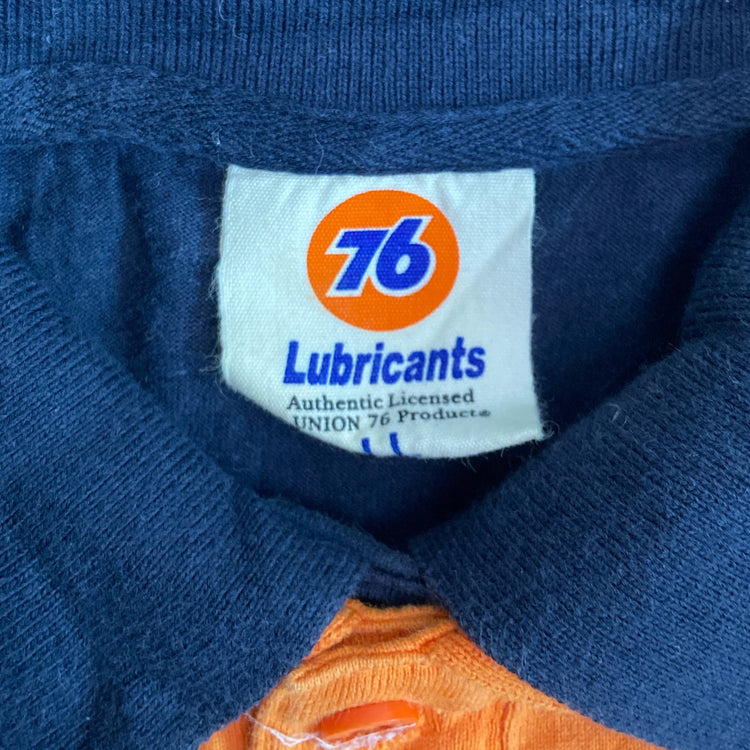 76
Lubricants
Authentic Licensed
UNION 76 Product®